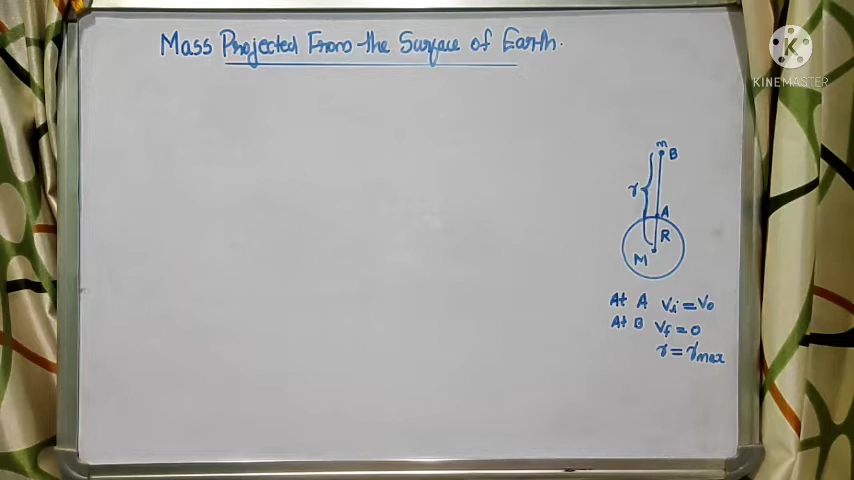 Mass Projected From the Surface of Earth.
K
KINEMASTER
m
B
r
A
R
M
At A Vi = Vo
At B Vf = 0
r = rmax